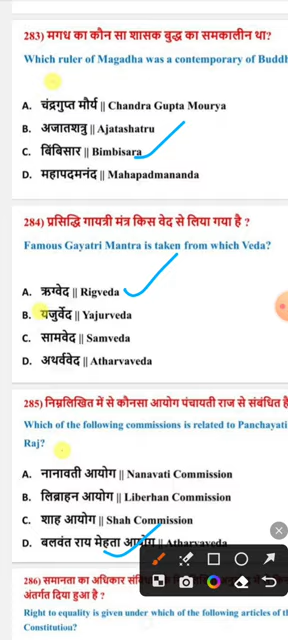 283) मगध का कौन सा शासक बुद्ध का समकालीन था?
Which ruler of Magadha was a contemporary of Buddh
A. चंद्रगुप्त मौर्य || Chandra Gupta Mourya
B. अजातशत्रु || Ajatashatru
C. बिंबिसार || Bimbisara
D. महापदमनंद || Mahapadmananda
284) प्रसिद्धि गायत्री मंत्र किस वेद से लिया गया है ?
Famous Gayatri Mantra is taken from which Veda?
A. ऋग्वेद || Rigveda
B. यजुर्वेद || Yajurveda
C. सामवेद || Samveda
D. अथर्ववेद || Atharvaveda
285) निम्नलिखित में से कौनसा आयोग पंचायती राज से संबंधित है
Which of the following commissions is related to Panchayati
Raj?
A. नानावती आयोग || Nanavati Commission
B. लिब्राहन आयोग || Liberhan Commission
C. शाह आयोग || Shah Commission
D. बलवंत राय मेहता आयोग || Atharvaveda
286) समानता का अधिकार
अंतर्गत दिया हुआ है ?
Right to equality is given under which of the following articles of th
Constitution?